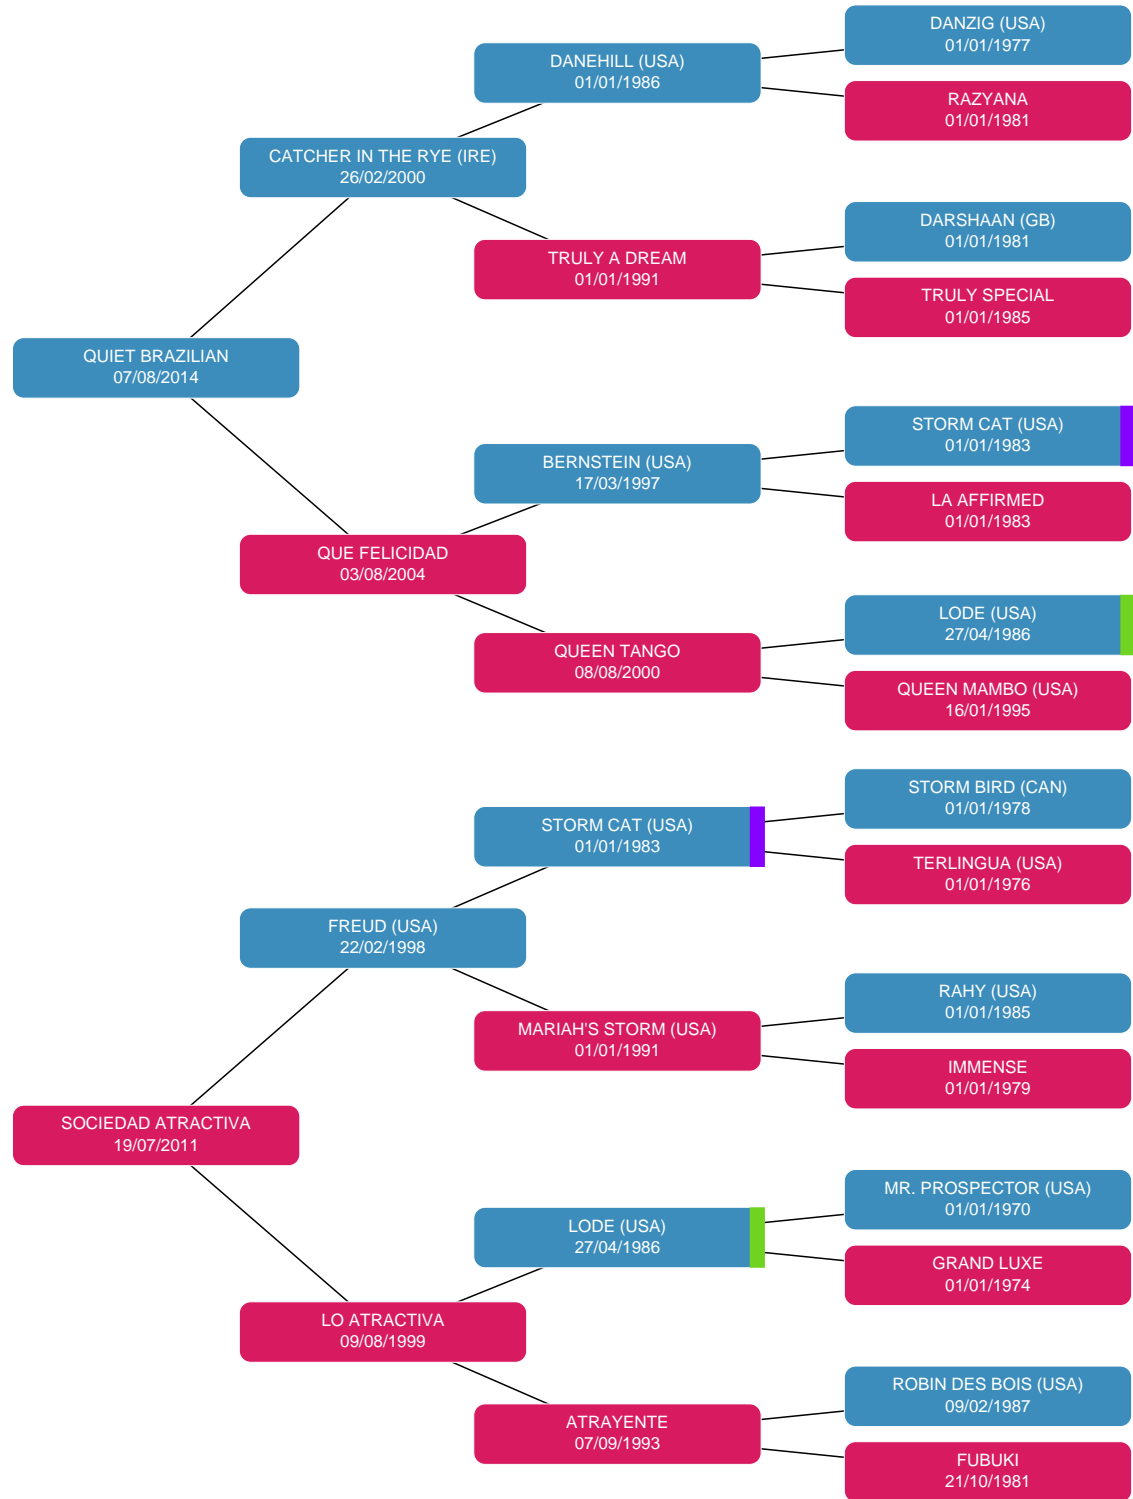 DANZIG (USA)
01/01/1977
DANEHILL (USA)
01/01/1986
RAZYANA
01/01/1981
CATCHER IN THE RYE (IRE)
26/02/2000
DARSHAAN (GB)
01/01/1981
TRULY A DREAM
01/01/1991
TRULY SPECIAL
01/01/1985
QUIET BRAZILIAN
07/08/2014
STORM CAT (USA)
01/01/1983
BERNSTEIN (USA)
17/03/1997
LA AFFIRMED
01/01/1983
QUE FELICIDAD
03/08/2004
LODE (USA)
27/04/1986
QUEEN TANGO
08/08/2000
QUEEN MAMBO (USA)
16/01/1995
STORM BIRD (CAN)
01/01/1978
STORM CAT (USA)
01/01/1983
TERLINGUA (USA)
01/01/1976
FREUD (USA)
22/02/1998
RAHY (USA)
01/01/1985
MARIAH'S STORM (USA)
01/01/1991
IMMENSE
01/01/1979
SOCIEDAD ATRACTIVA
19/07/2011
MR. PROSPECTOR (USA)
01/01/1970
LODE (USA)
27/04/1986
GRAND LUXE
01/01/1974
LO ATRACTIVA
09/08/1999
ROBIN DES BOIS (USA)
09/02/1987
ATRAYENTE
07/09/1993
FUBUKI
21/10/1981